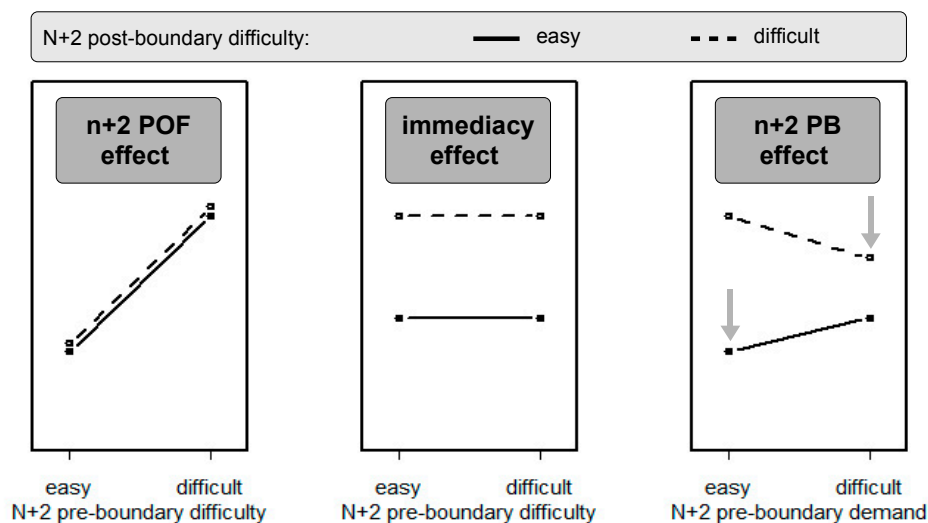 N+2 post-boundary difficulty: easy difficult
n+2 POF
effect
immediacy
effect
n+2 PB
effect
easy difficult
N+2 pre-boundary difficulty
easy difficult
N+2 pre-boundary difficulty
easy difficult
N+2 pre-boundary demand